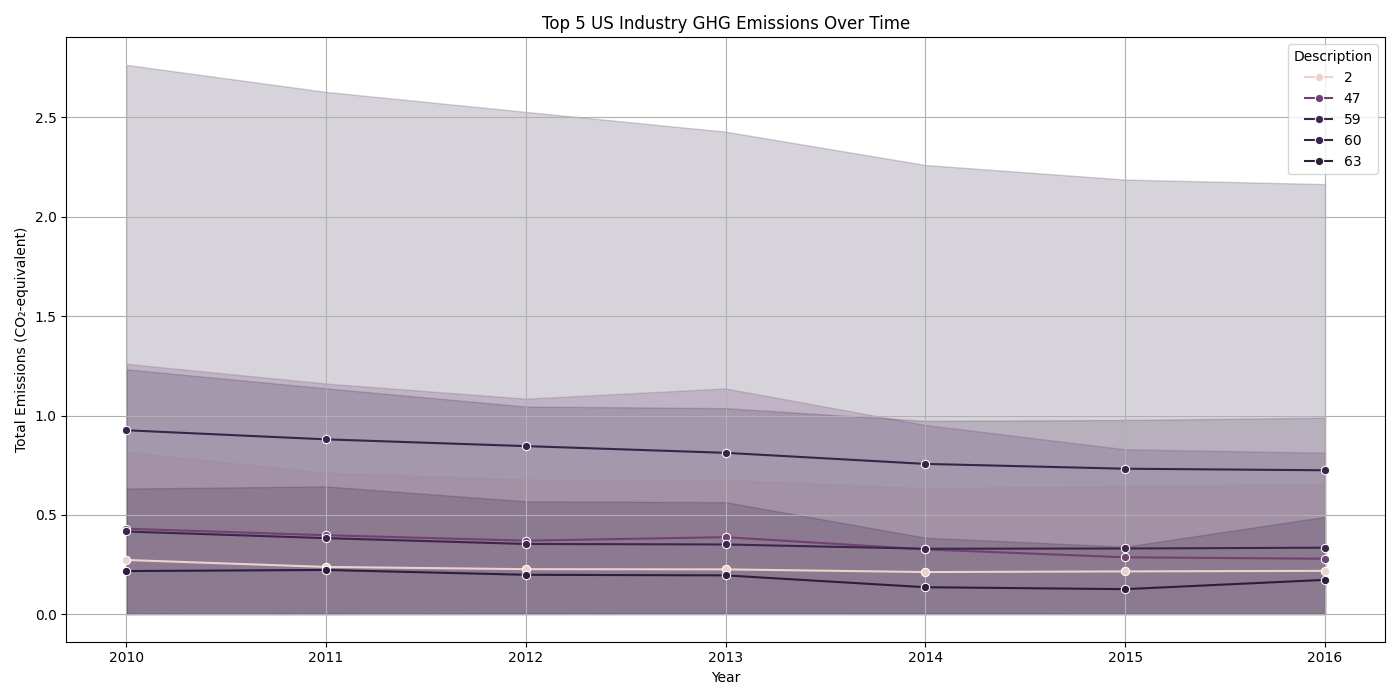 Top 5 US Industry GHG Emissions Over Time
Description
2
47
59
60
63
Total Emissions (CO₂-equivalent)
2.5
2.0
1.5
1.0
0.5
0.0
2010 2011 2012 2013 2014 2015 2016
Year